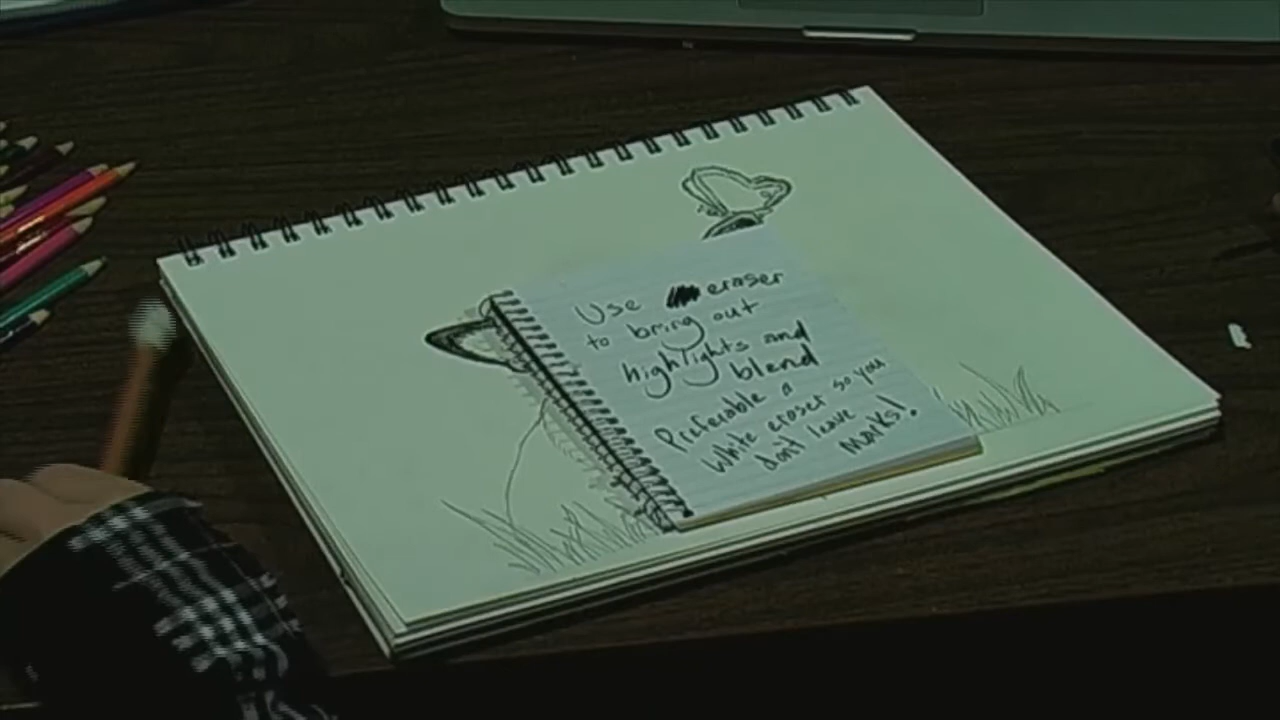 Use eraser
to bring out
highlights and
blend
Preferable a
white eraser so you
don't leave
marks!